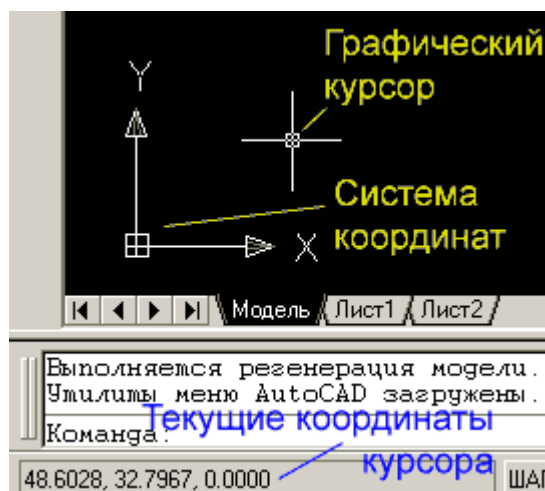 Графический
курсор
Y
Система
координат
X
Модель Лист1 Лист2
Выполняется регенерация модели.
Утилиты меню AutoCAD загружены.
Текущие координаты
Команда:
курсора
48.6028, 32.7967, 0.0000
ШАГ